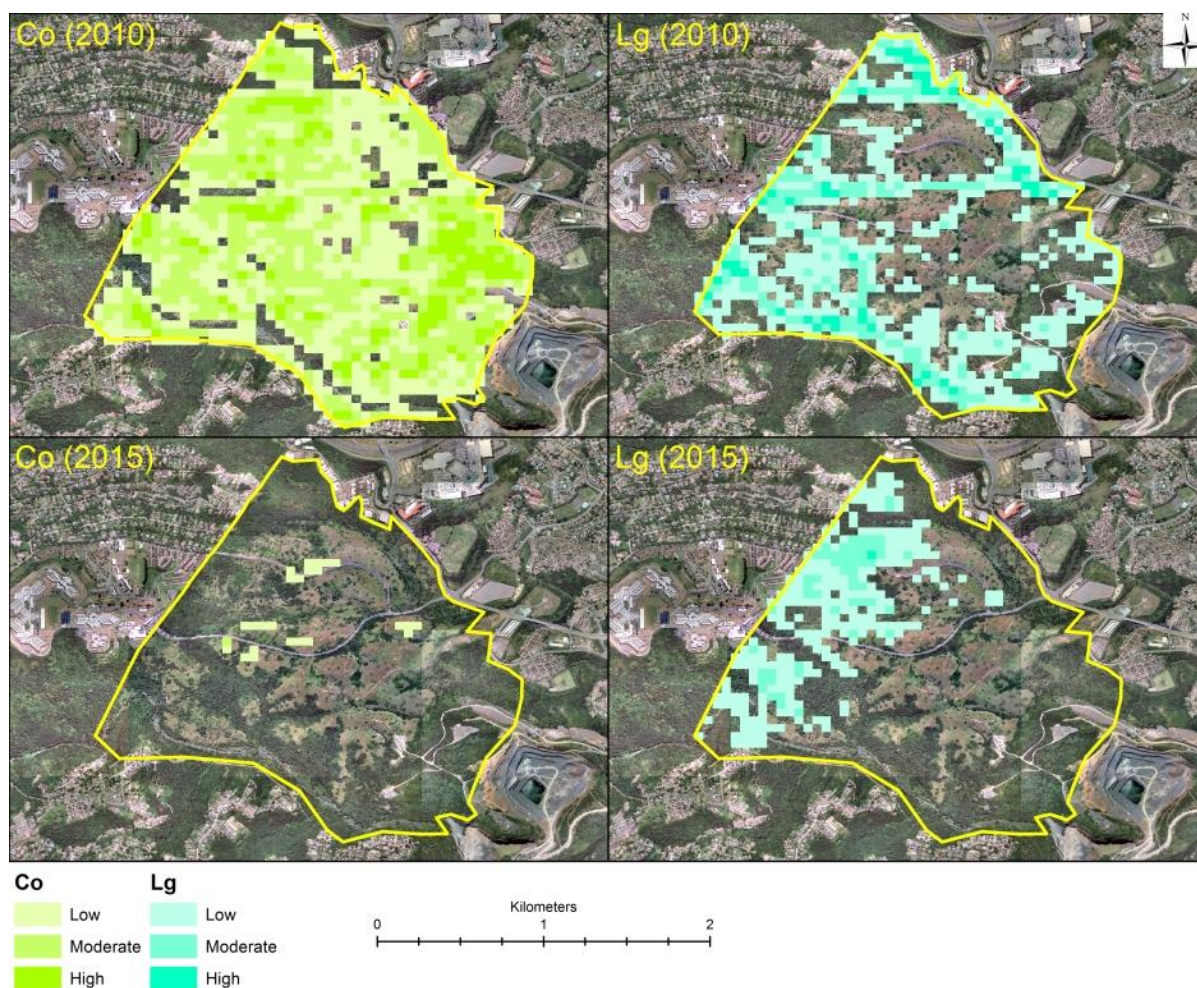 Co (2010)
Lg (2010)
N
Co (2015)
Lg (2015)
Co Lg
Low Low
Moderate Moderate
High High
Kilometers
0 1 2